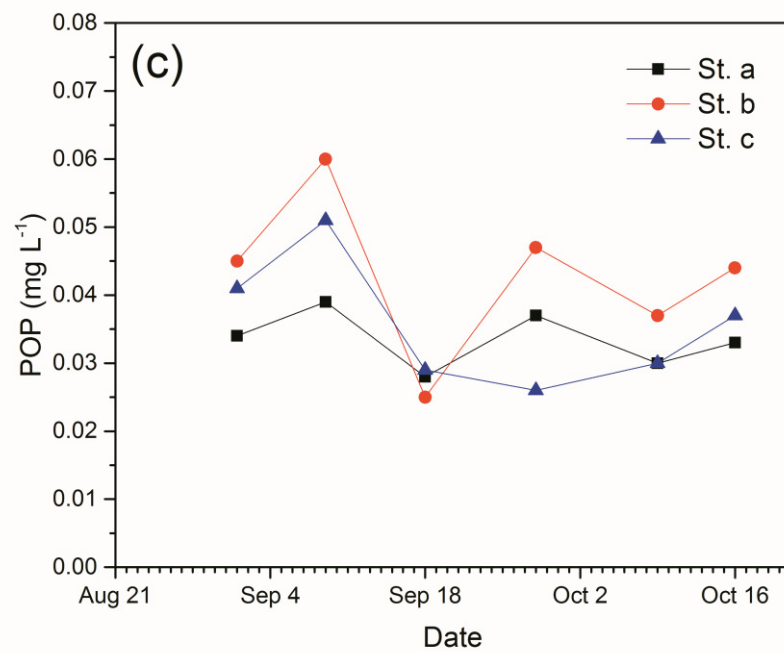 (c)
St. a
St. b
St. c
0.08
0.07
0.06
0.05
0.04
0.03
0.02
0.01
0.00
POP (mg L⁻¹)
Aug 21 Sep 4 Sep 18 Oct 2 Oct 16
Date